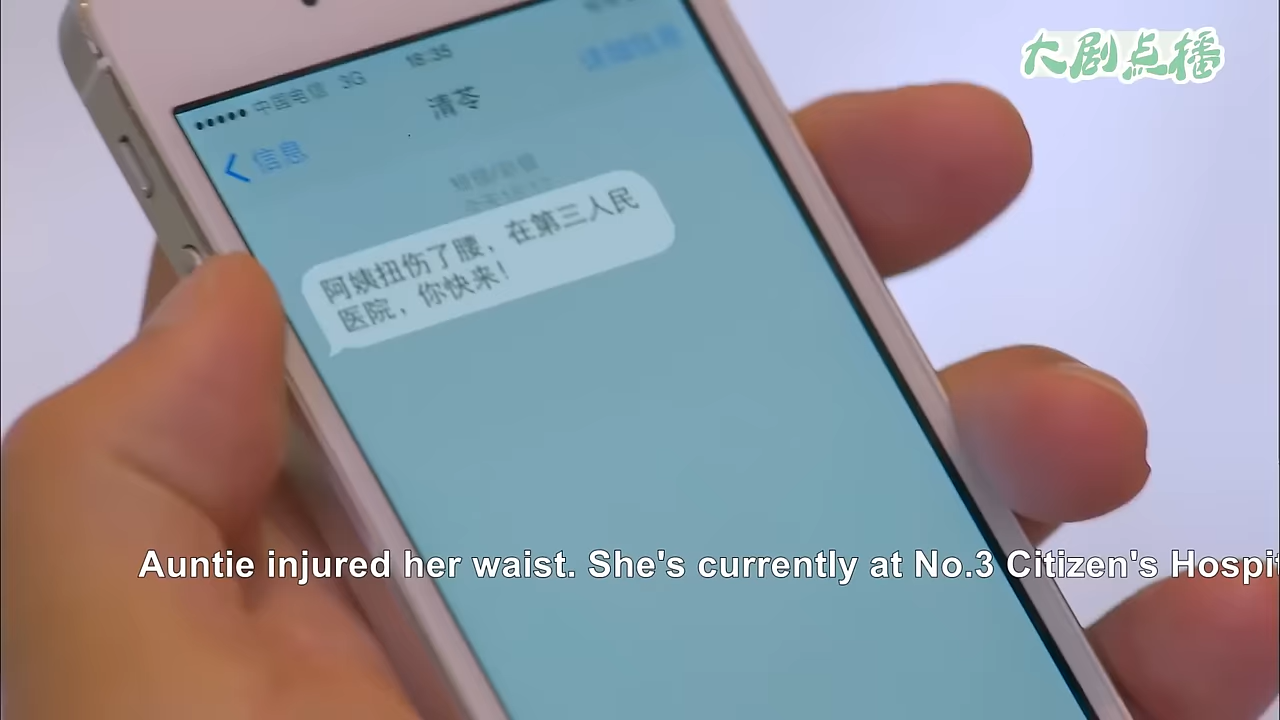 大剧点播
中国电信 3G 18:35
清苓
信息
阿姨扭伤了腰，在第三人民
医院，你快来！
Auntie injured her waist. She's currently at No.3 Citizen's Hospit